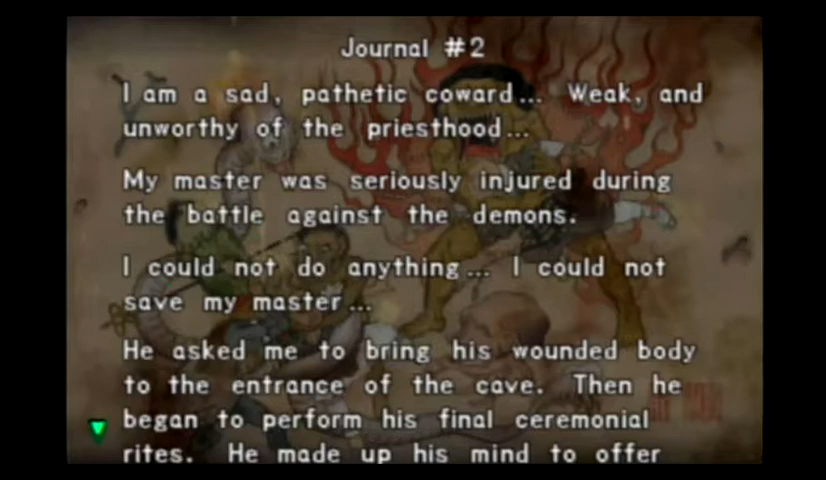 Journal #2
I am a sad, pathetic coward... Weak, and
unworthy of the priesthood...
My master was seriously injured during
the battle against the demons.
I could not do anything... I could not
save my master...
He asked me to bring his wounded body
to the entrance of the cave. Then he
began to perform his final ceremonial
rites. He made up his mind to offer